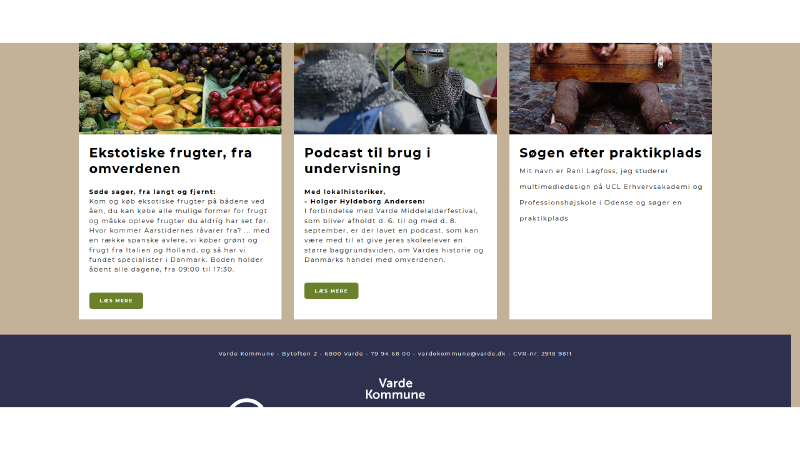 Ekstotiske frugter, fra
omverdenen
Søde sager, fra langt og fjernt:
Kom og køb eksotiske frugter på bådene ved
åen, du kan købe alle mulige former for frugt
og måske opleve frugter du aldrig har set før.
Hvor kommer Aarstidernes råvarer fra? ... med
en række spanske avlere, vi køber grønt og
frugt fra Italien og Holland, og så har vi
fundet specialister i Danmark. Boden holder
åbent alle dagene, fra 09:00 til 17:30.
LÆS MERE
Podcast til brug i
undervisning
Med lokalhistoriker,
- Holger Hyldeborg Andersen:
I forbindelse med Varde Middelalderfestival,
som bliver afholdt d. 6. til og med d. 8.
september, er der lavet en podcast, som kan
være med til at give jeres skoleelever en
større baggrundsviden, om Vardes historie og
Danmarks handel med omverdenen.
LÆS MERE
Søgen efter praktikplads
Mit navn er Rani Lagfoss, jeg studerer
multimediedesign på UCL Erhvervsakademi og
Professionshøjskole i Odense og søger en
praktikplads
Varde Kommune - Bytoften 2 - 6800 Varde - 79 94 68 00 - vardekommune@varde.dk - CVR-nr: 2918 9811
Varde
Kommune